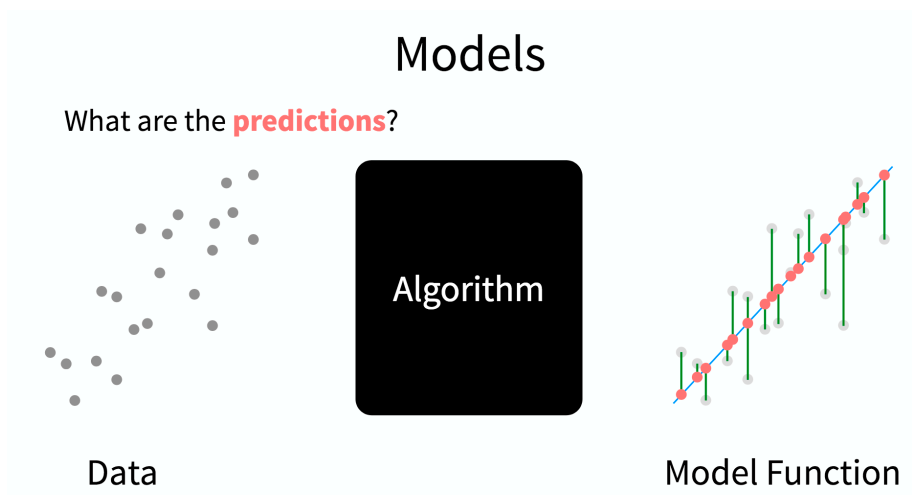 Models
What are the predictions?
Algorithm
Data
Model Function